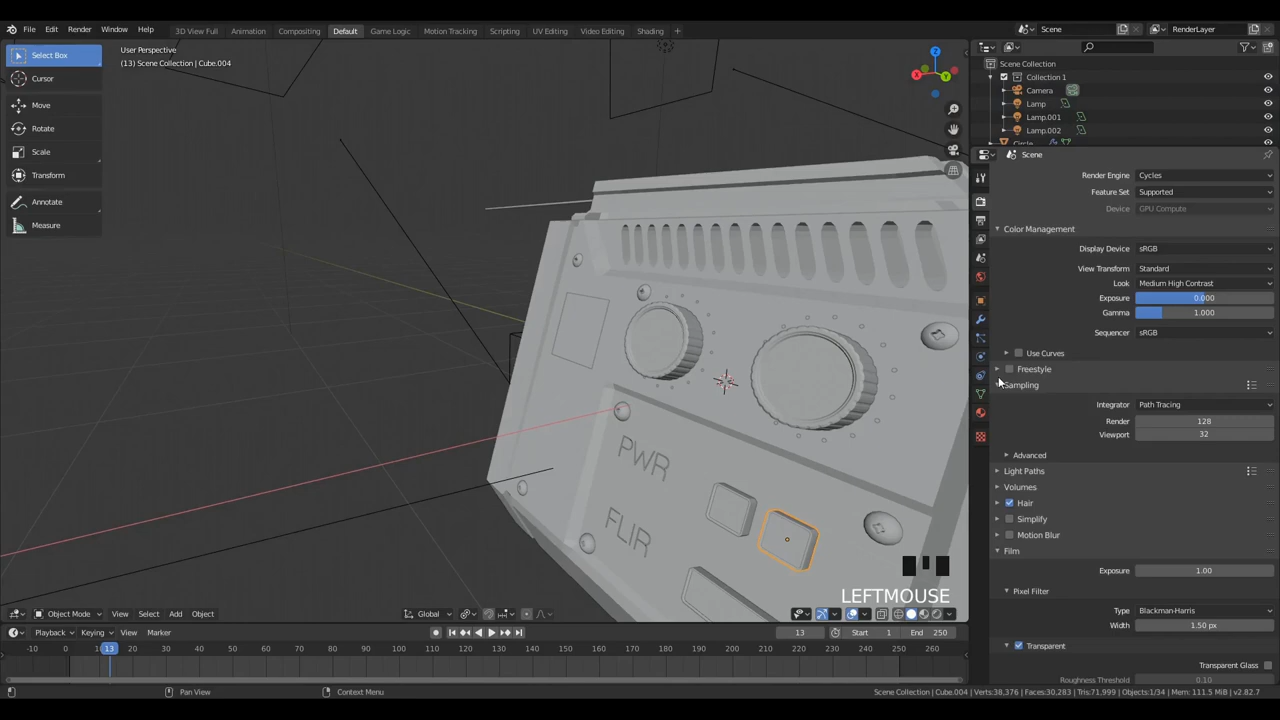 File Edit Render Window Help 3D View Full Animation Compositing Default Game Logic Motion Tracking Scripting UV Editing Video Editing Shading + Scene RenderLayer
Select Box
Cursor
Move
Rotate
Scale
Transform
Annotate
Measure
User Perspective
(13) Scene Collection | Cube.004
X
Y
Z
PWR
FLIR
LEFTMOUSE
Scene Collection
Collection 1
Camera
Lamp
Lamp.001
Lamp.002
Circle
Scene
Render Engine Cycles
Feature Set Supported
Device GPU Compute
Color Management
Display Device sRGB
View Transform Standard
Look Medium High Contrast
Exposure 0.000
Gamma 1.000
Sequencer sRGB
Use Curves
Freestyle
Sampling
Integrator Path Tracing
Render 128
Viewport 32
Advanced
Light Paths
Volumes
Hair
Simplify
Motion Blur
Film
Exposure 1.00
Pixel Filter
Type Blackman-Harris
Width 1.50 px
Transparent
Transparent Glass
Roughness Threshold 0.10
Object Mode View Select Add Object Global
Playback Keying View Marker 13 Start 1 End 250
-10 0 13 20 30 40 50 60 70 80 90 100 110 120 130 140 150 160 170 180 190 200 210 220 230 240 250 260
Pan View Context Menu Scene Collection | Cube.004 | Verts:38,376 | Faces:30,283 | Tris:71,999 | Objects:1/34 | Mem: 111.5 MiB | v2.82.7